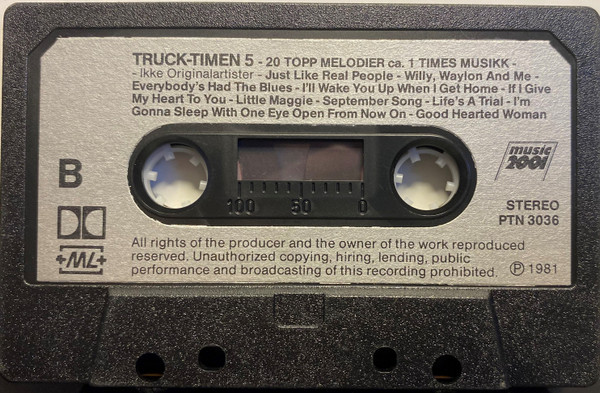 TRUCK-TIMEN 5 - 20 TOPP MELODIER ca. 1 TIMES MUSIKK -
- Ikke Originalartister - Just Like Real People - Willy, Waylon And Me -
Everybody's Had The Blues - I'll Wake You Up When I Get Home - If I Give
My Heart To You - Little Maggie - September Song - Life's A Trial - I'm
Gonna Sleep With One Eye Open From Now On - Good Hearted Woman
music
2001
B
100 50 0
STEREO
PTN 3036
+ML+
All rights of the producer and the owner of the work reproduced
reserved. Unauthorized copying, hiring, lending, public
performance and broadcasting of this recording prohibited.
Ⓟ 1981